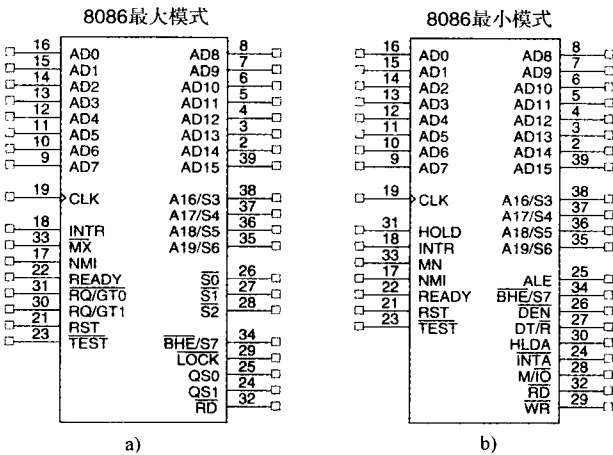 8086最大模式
16 AD0 AD8 8
15 AD1 AD9 7
14 AD2 AD10 6
13 AD3 AD11 5
12 AD4 AD12 4
11 AD5 AD13 3
10 AD6 AD14 2
9 AD7 AD15 39
19 CLK A16/S3 38
A17/S4 37
18 INTR A18/S5 36
33 MX A19/S6 35
17 NMI
22 READY S0 26
31 RQ/GT0 S1 27
30 RQ/GT1 S2 28
21 RST
23 TEST BHE/S7 34
LOCK 29
QS0 25
QS1 24
RD 32
a)
8086最小模式
16 AD0 AD8 8
15 AD1 AD9 7
14 AD2 AD10 6
13 AD3 AD11 5
12 AD4 AD12 4
11 AD5 AD13 3
10 AD6 AD14 2
9 AD7 AD15 39
19 CLK A16/S3 38
A17/S4 37
31 HOLD A18/S5 36
18 INTR A19/S6 35
33 MN
17 NMI ALE 25
22 READY BHE/S7 34
21 RST DEN 26
23 TEST DT/R 27
HLDA 30
INTA 24
M/IO 28
RD 32
WR 29
b)